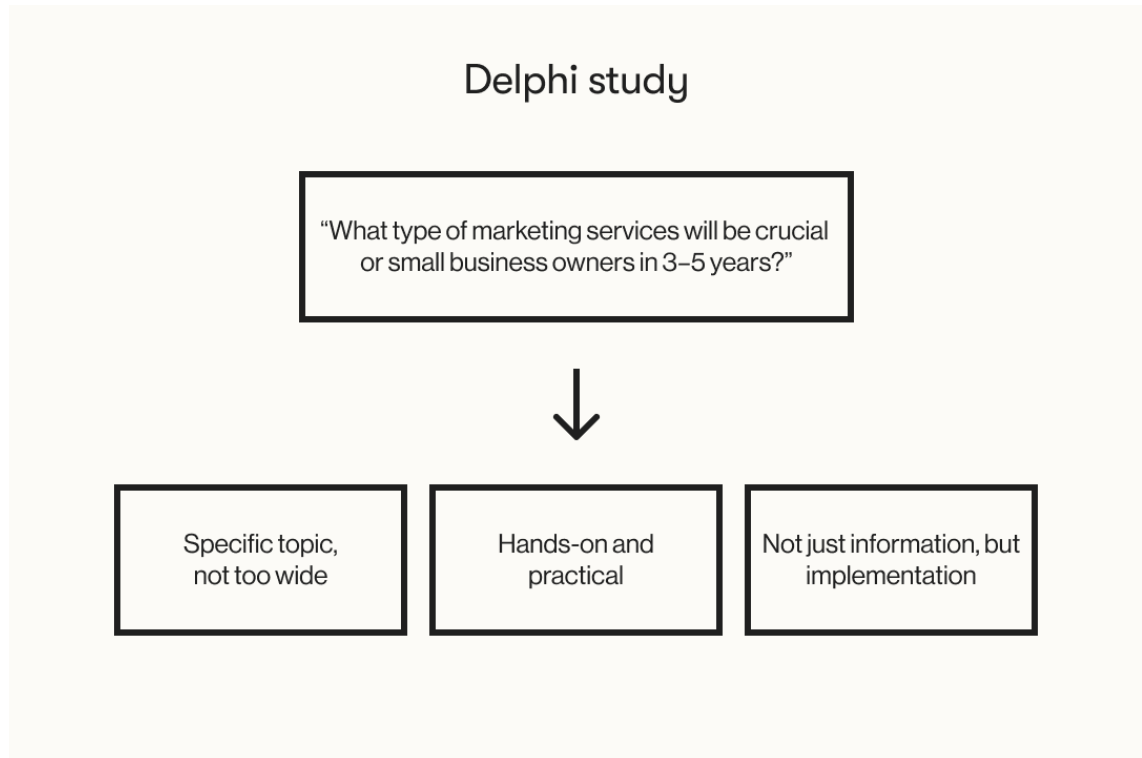 Delphi study
“What type of marketing services will be crucial
or small business owners in 3–5 years?”
Specific topic,
not too wide
Hands-on and
practical
Not just information, but
implementation